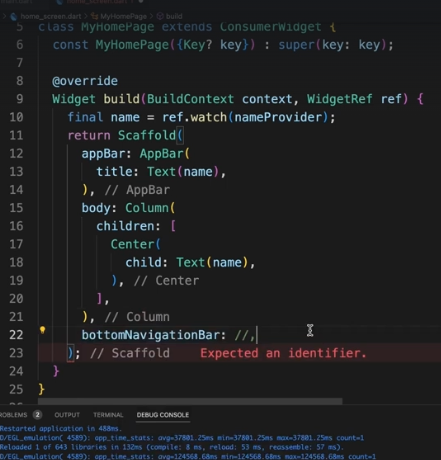 home_screen.dart > MyHomePage > build
5 class MyHomePage extends ConsumerWidget {
6 const MyHomePage({Key? key}) : super(key: key);
7
8 @override
9 Widget build(BuildContext context, WidgetRef ref) {
10 final name = ref.watch(nameProvider);
11 return Scaffold(
12 appBar: AppBar(
13 title: Text(name),
14 ), // AppBar
15 body: Column(
16 children: [
17 Center(
18 child: Text(name),
19 ), // Center
20 ],
21 ), // Column
22 bottomNavigationBar: //,
23 ); // Scaffold Expected an identifier.
24 }
25 }
ROBLEMS 2 OUTPUT TERMINAL DEBUG CONSOLE
Restarted application in 488ms.
D/EGL_emulation( 4589): app_time_stats: avg=37801.25ms min=37801.25ms max=37801.25ms count=1
Reloaded 1 of 643 libraries in 132ms (compile: 8 ms, reload: 53 ms, reassemble: 57 ms).
D/EGL_emulation( 4589): app_time_stats: avg=124568.68ms min=124568.68ms max=124568.68ms count=1